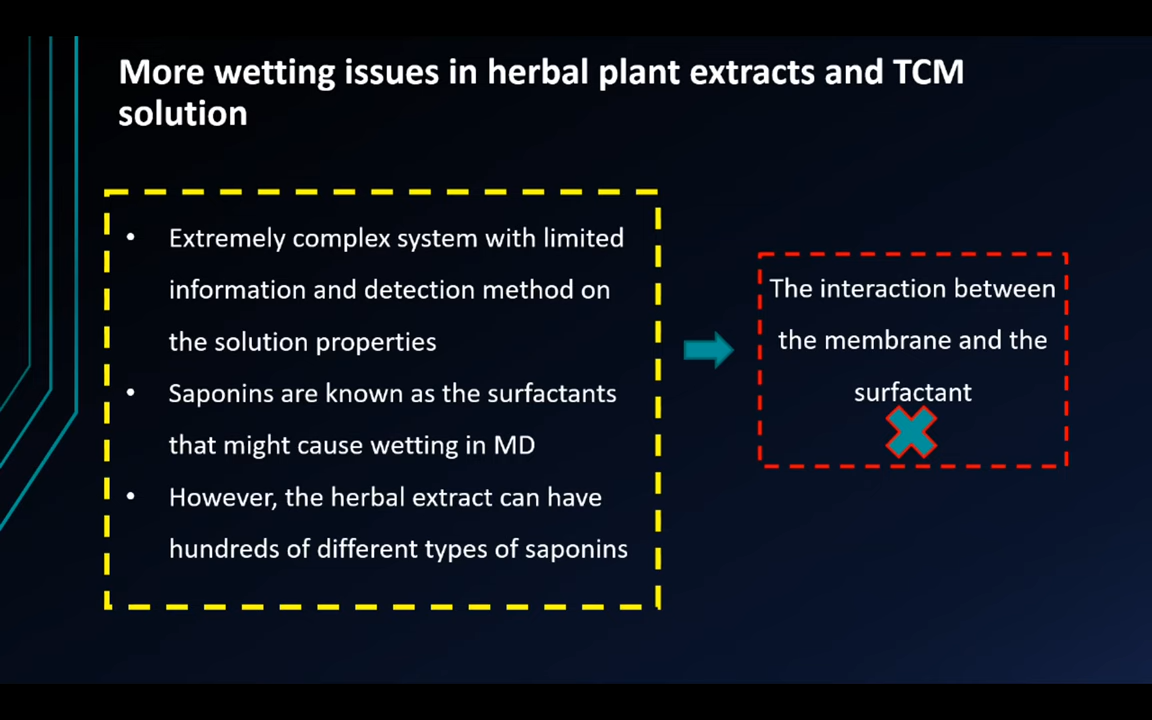 More wetting issues in herbal plant extracts and TCM
solution
• Extremely complex system with limited
information and detection method on
the solution properties
• Saponins are known as the surfactants
that might cause wetting in MD
• However, the herbal extract can have
hundreds of different types of saponins
The interaction between
the membrane and the
surfactant